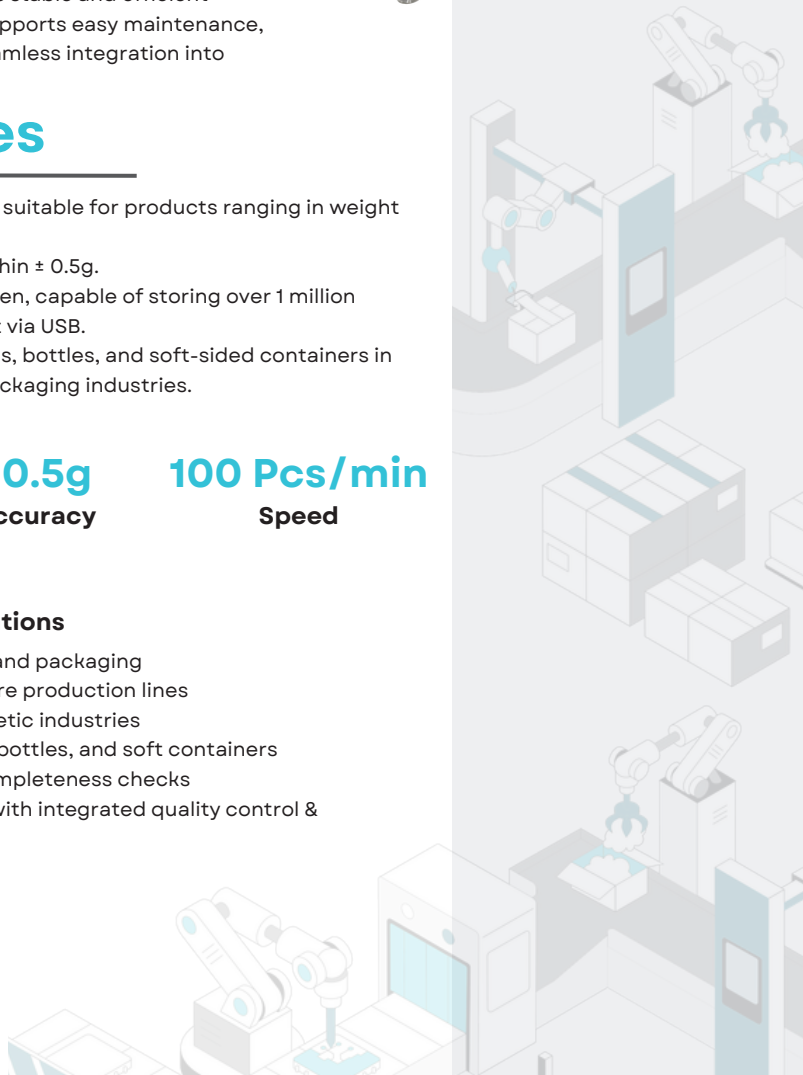 pports easy maintenance,
mless integration into
es
suitable for products ranging in weight
hin ± 0.5g.
en, capable of storing over 1 million
via USB.
s, bottles, and soft-sided containers in
ckaging industries.
0.5g
ccuracy
100 Pcs/min
Speed
tions
and packaging
re production lines
etic industries
bottles, and soft containers
mpleteness checks
with integrated quality control &